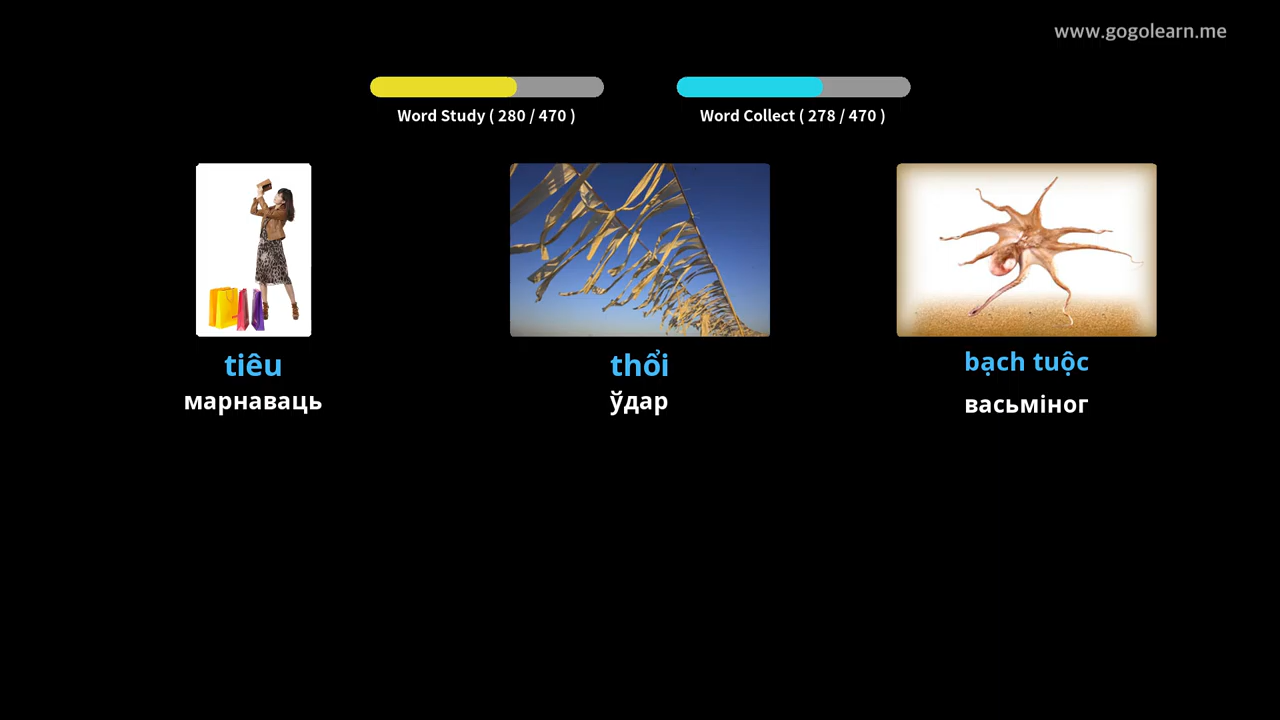 www.gogolearn.me
Word Study ( 280 / 470 )
Word Collect ( 278 / 470 )
tiêu
thổi
bạch tuộc
марнаваць
ўдар
васьміног